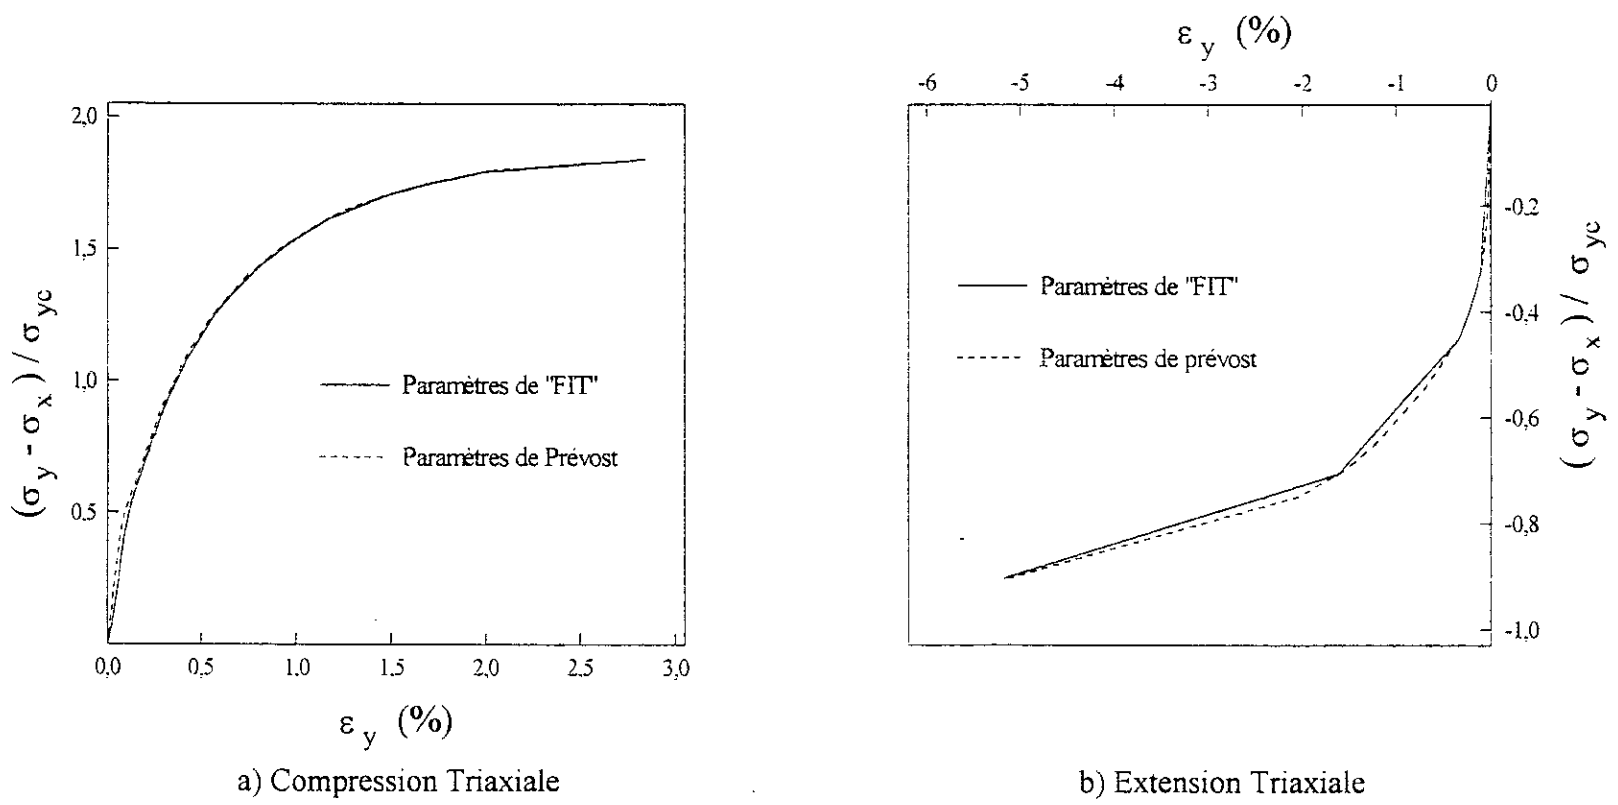 2,0
1,5
1,0
0,5
(σy - σx) / σyc
Paramètres de "FIT"
Paramètres de Prévost
0,0 0,5 1,0 1,5 2,0 2,5 3,0
εy (%)
a) Compression Triaxiale
εy (%)
-6 -5 -4 -3 -2 -1 0
-0,2
-0,4
-0,6
-0,8
-1,0
(σy - σx) / σyc
Paramètres de "FIT"
Paramètres de prévost
b) Extension Triaxiale